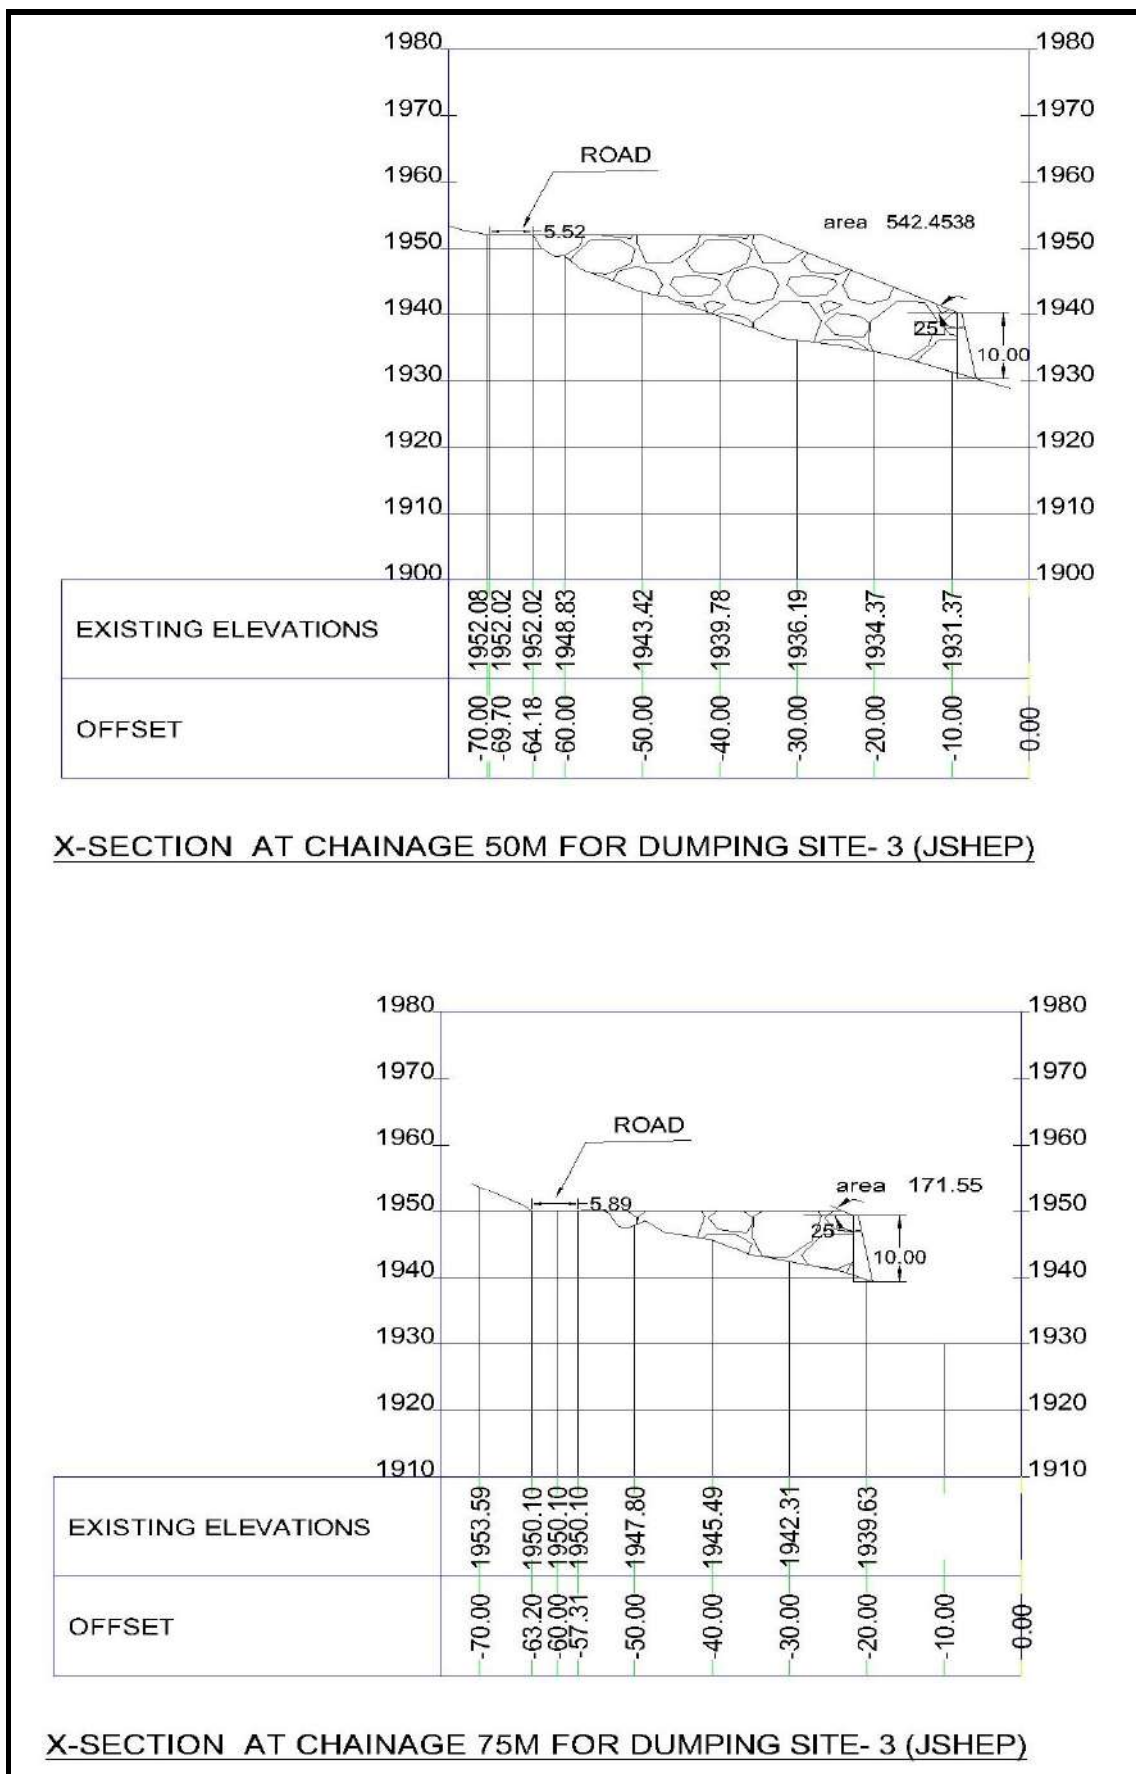 1980 1980
1970 1970
ROAD
1960 1960
area 542.4538
1950 5.52 1950
1940 1940
25°
10.00
1930 1930
1920 1920
1910 1910
1900 1900
EXISTING ELEVATIONS 1952.08 1952.02 1952.02 1948.83 1943.42 1939.78 1936.19 1934.37 1931.37
OFFSET -70.00 -69.70 -64.18 -60.00 -50.00 -40.00 -30.00 -20.00 -10.00 0.00
X-SECTION AT CHAINAGE 50M FOR DUMPING SITE- 3 (JSHEP)
1980 1980
1970 1970
ROAD
1960 1960
area 171.55
1950 5.89 1950
25°
10.00
1940 1940
1930 1930
1920 1920
1910 1910
EXISTING ELEVATIONS 1953.59 1950.10 1950.10 1950.10 1947.80 1945.49 1942.31 1939.63
OFFSET -70.00 -63.20 -60.00 -57.31 -50.00 -40.00 -30.00 -20.00 -10.00 0.00
X-SECTION AT CHAINAGE 75M FOR DUMPING SITE- 3 (JSHEP)